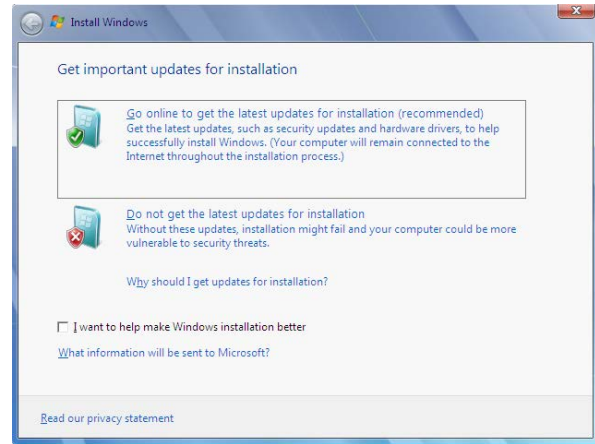 Install Windows
Get important updates for installation
Go online to get the latest updates for installation (recommended)
Get the latest updates, such as security updates and hardware drivers, to help
successfully install Windows. (Your computer will remain connected to the
Internet throughout the installation process.)
Do not get the latest updates for installation
Without these updates, installation might fail and your computer could be more
vulnerable to security threats.
Why should I get updates for installation?
I want to help make Windows installation better
What information will be sent to Microsoft?
Read our privacy statement